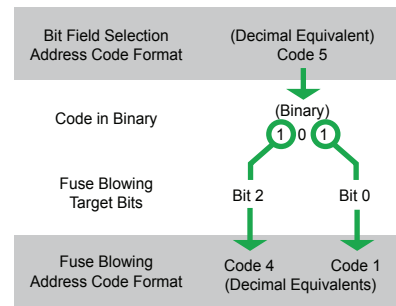 Bit Field Selection
Address Code Format
(Decimal Equivalent)
Code 5
Code in Binary
(Binary)
1 0 1
Fuse Blowing
Target Bits
Bit 2
Bit 0
Fuse Blowing
Address Code Format
Code 4
Code 1
(Decimal Equivalents)